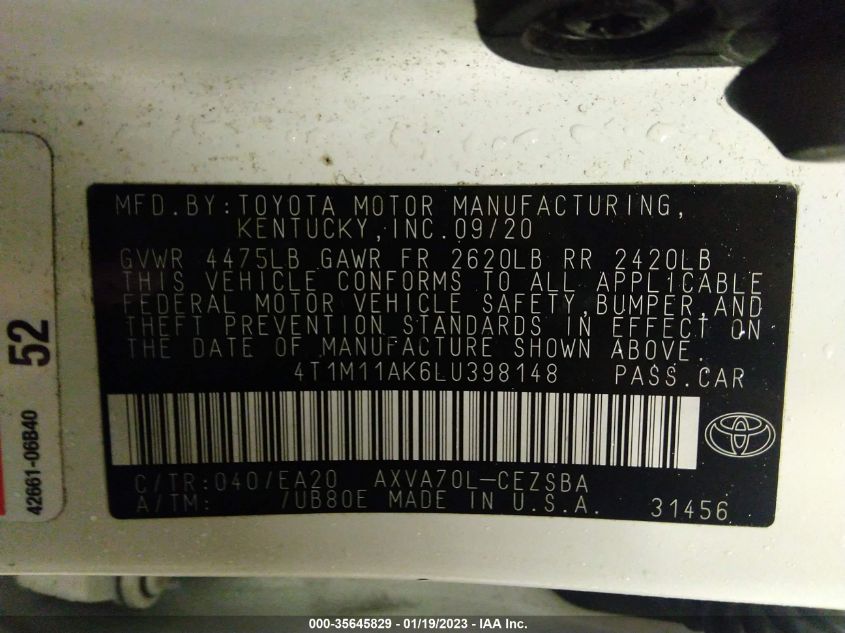 MFD.BY:TOYOTA MOTOR MANUFACTURING,
KENTUCKY,INC.09/20
GVWR 4475LB GAWR FR 2620LB RR 2420LB
THIS VEHICLE CONFORMS TO ALL APPLICABLE
FEDERAL MOTOR VEHICLE SAFETY,BUMPER,AND
THEFT PREVENTION STANDARDS IN EFFECT ON
THE DATE OF MANUFACTURE SHOWN ABOVE.
4T1M11AK6LU398148 PASS.CAR
C/TR:040/EA20 AXVA70L-CEZSBA
A/TM: /UB80E MADE IN U.S.A. 31456
52
42661-06B40
000-35645829 - 01/19/2023 - IAA Inc.